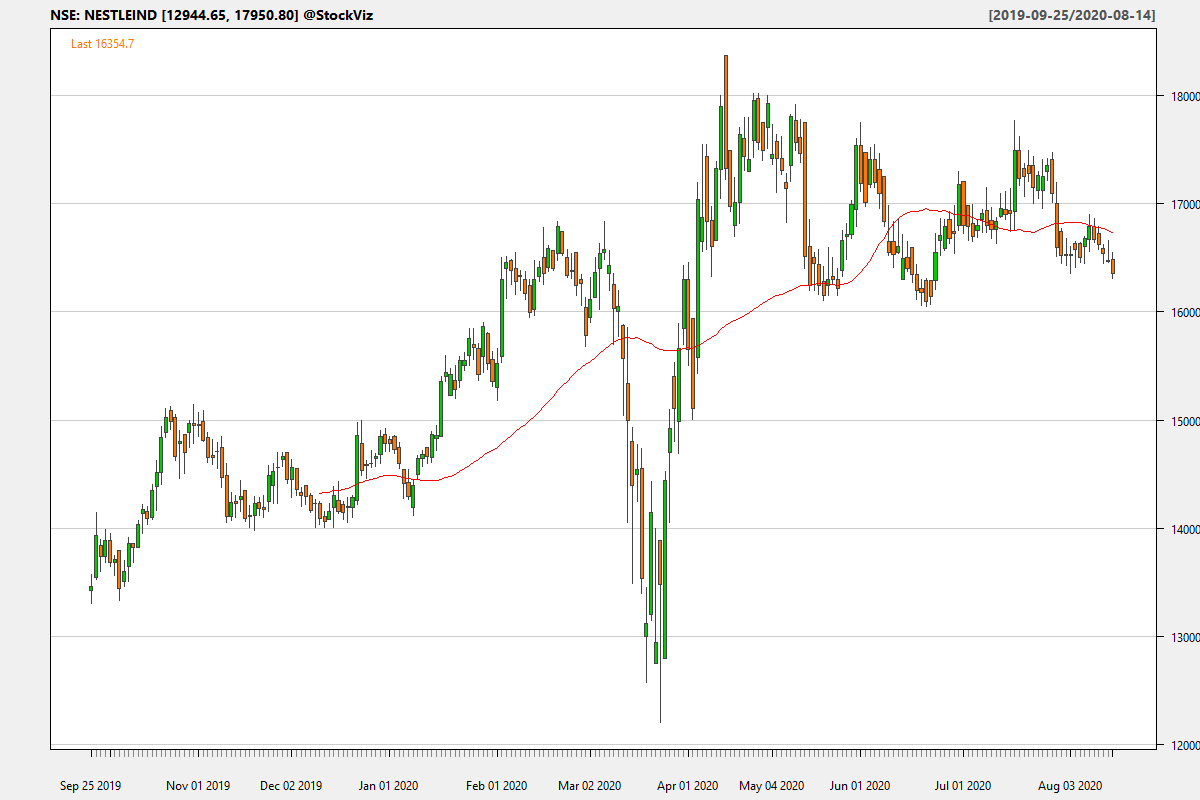 NSE: NESTLEIND [12944.65, 17950.80] @StockViz [2019-09-25/2020-08-14]
Last 16354.7
18000
17000
16000
15000
14000
13000
12000
Sep 25 2019 Nov 01 2019 Dec 02 2019 Jan 01 2020 Feb 01 2020 Mar 02 2020 Apr 01 2020 May 04 2020 Jun 01 2020 Jul 01 2020 Aug 03 2020